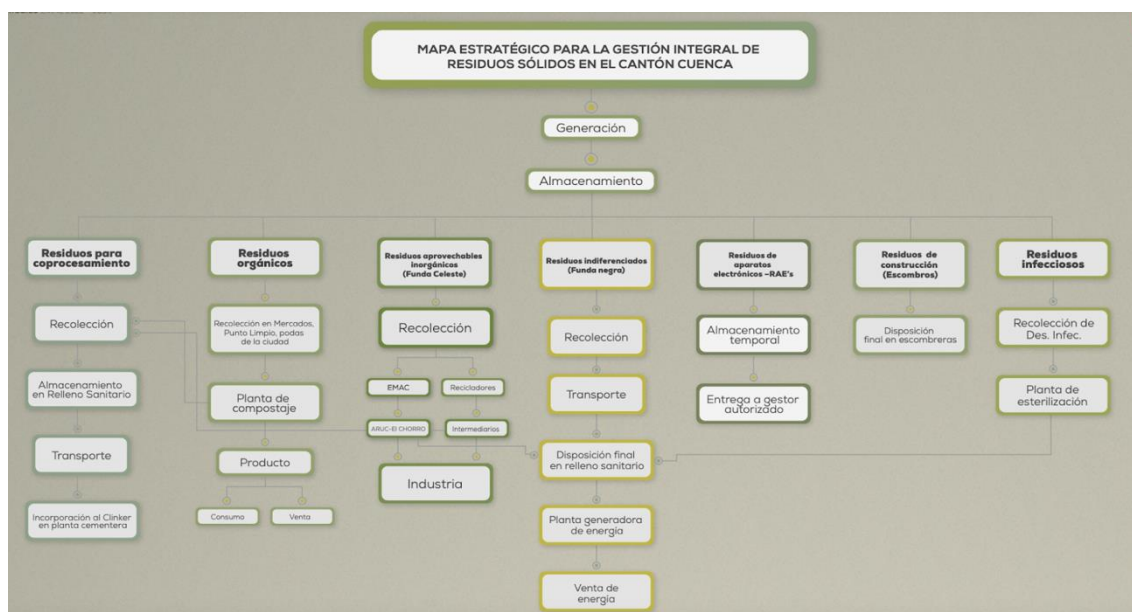 MAPA ESTRATÉGICO PARA LA GESTIÓN INTEGRAL DE
RESIDUOS SÓLIDOS EN EL CANTÓN CUENCA
Generación
Almacenamiento
Residuos para
coprocesamiento
Recolección
Almacenamiento
en Relleno Sanitario
Transporte
Incorporación al Clinker
en planta cementera
Residuos
orgánicos
Recolección en Mercados,
Punto Limpio, podas
de la ciudad
Planta de
compostaje
Producto
Consumo
Venta
Residuos aprovechables
inorgánicos
(Funda Celeste)
Recolección
EMAC
Recicladores
ARUC-El CHORRO
Intermediarios
Industria
Residuos indiferenciados
(Funda negra)
Recolección
Transporte
Disposición final
en relleno sanitario
Planta generadora
de energía
Venta de
energía
Residuos de
aparatos
electrónicos –RAE's
Almacenamiento
temporal
Entrega a gestor
autorizado
Residuos de
construcción
(Escombros)
Disposición
final en escombreras
Residuos
infecciosos
Recolección de
Des. Infec.
Planta de
esterilización